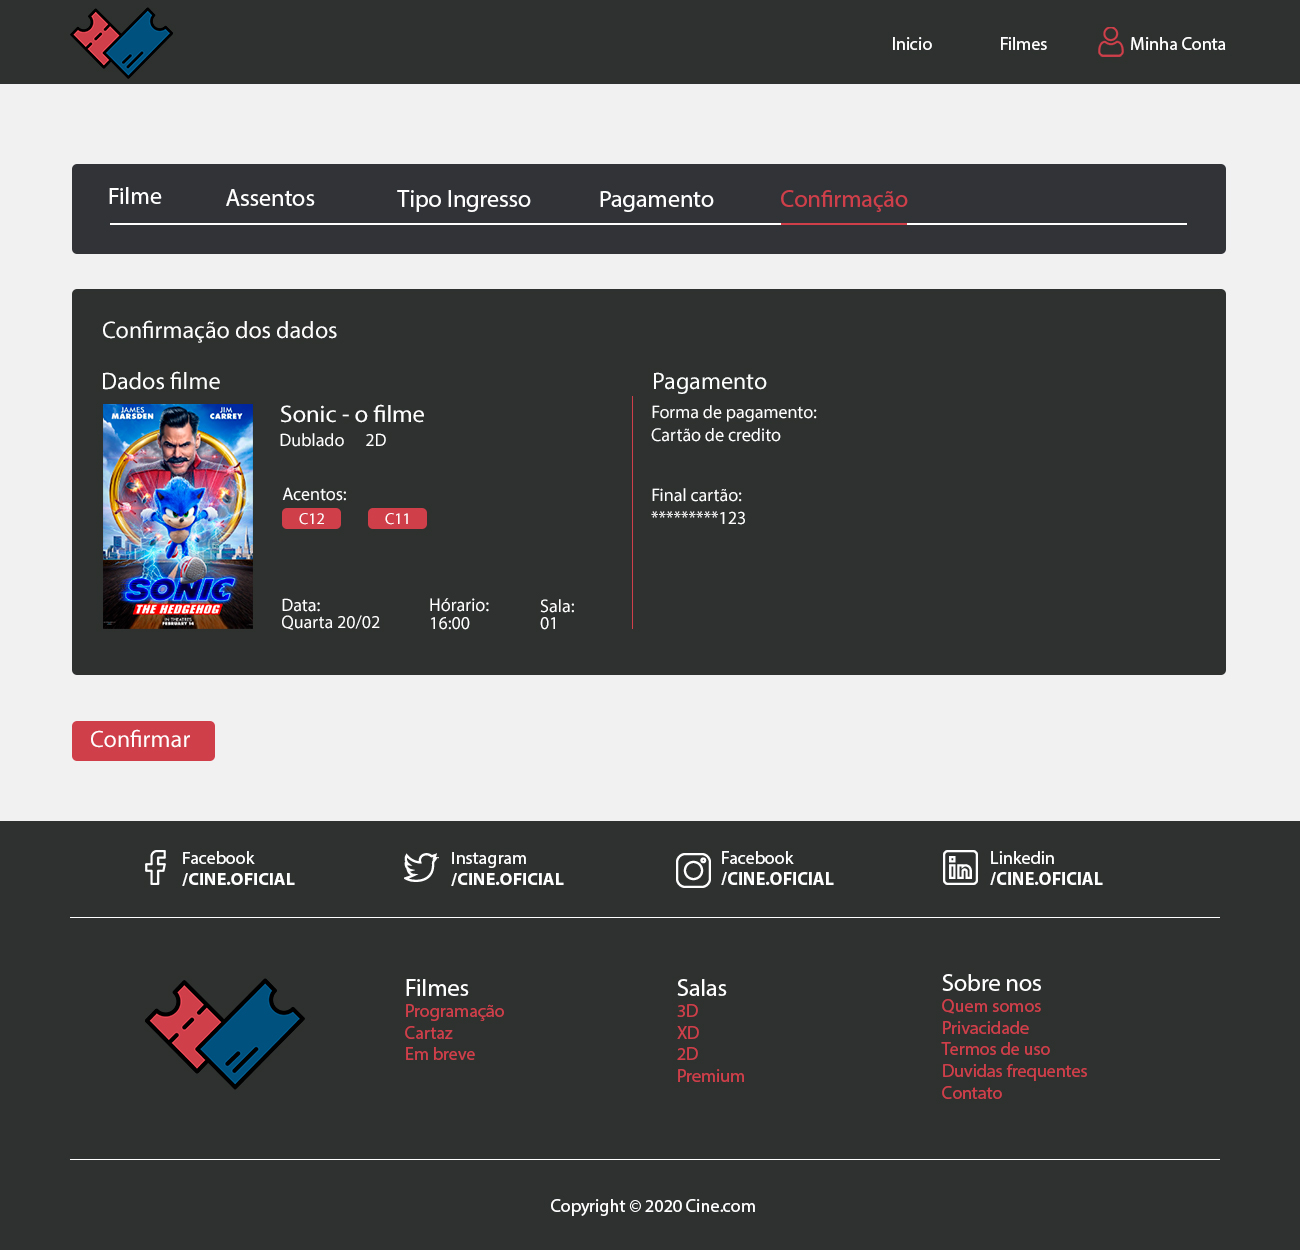 Inicio
Filmes
Minha Conta
Filme
Assentos
Tipo Ingresso
Pagamento
Confirmação
Confirmação dos dados
Dados filme
JAMES MARSDEN
JIM CARREY
SONIC
THE HEDGEHOG
IN THEATRES
FEBRUARY 14
Sonic - o filme
Dublado 2D
Acentos:
C12 C11
Data:
Quarta 20/02
Hórario:
16:00
Sala:
01
Pagamento
Forma de pagamento:
Cartão de credito
Final cartão:
*********123
Confirmar
Facebook
/CINE.OFICIAL
Instagram
/CINE.OFICIAL
Facebook
/CINE.OFICIAL
Linkedin
/CINE.OFICIAL
Filmes
Programação
Cartaz
Em breve
Salas
3D
XD
2D
Premium
Sobre nos
Quem somos
Privacidade
Termos de uso
Duvidas frequentes
Contato
Copyright © 2020 Cine.com